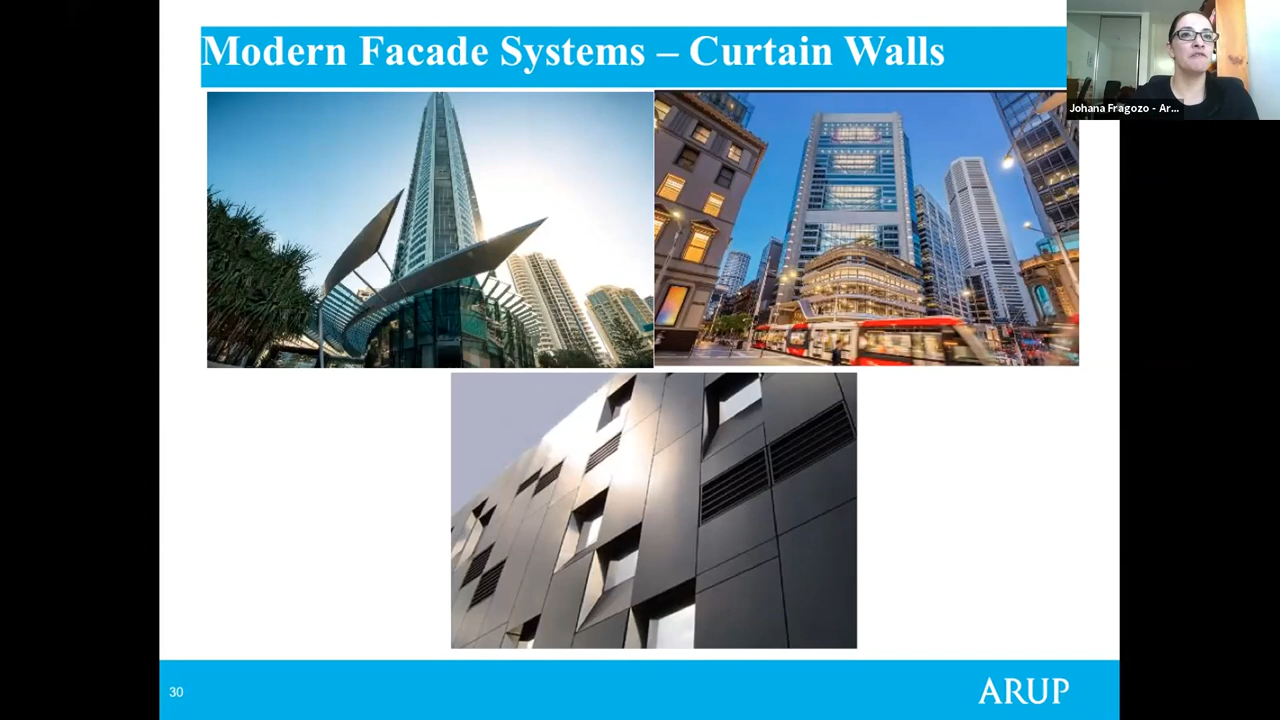 Modern Facade Systems – Curtain Walls
Johana Fragozo - Ar...
30
ARUP